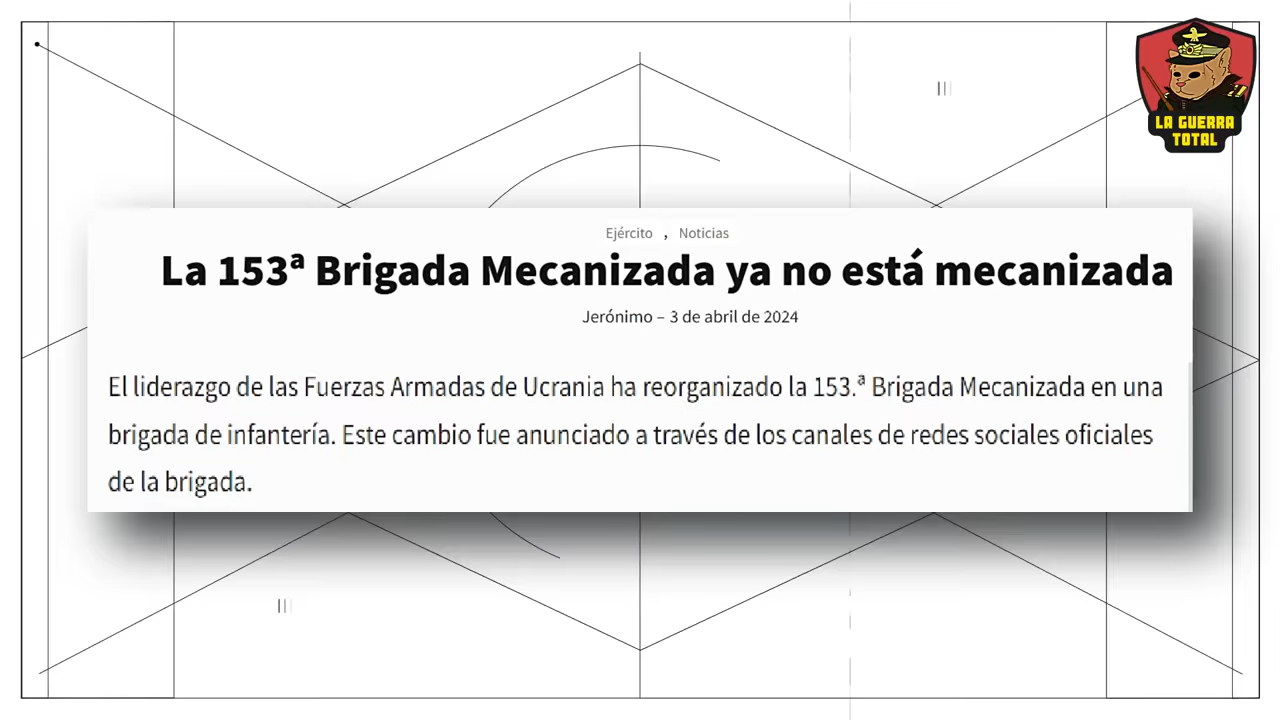 LA GUERRA
TOTAL
Ejército , Noticias
La 153ª Brigada Mecanizada ya no está mecanizada
Jerónimo – 3 de abril de 2024
El liderazgo de las Fuerzas Armadas de Ucrania ha reorganizado la 153.ª Brigada Mecanizada en una
brigada de infantería. Este cambio fue anunciado a través de los canales de redes sociales oficiales
de la brigada.